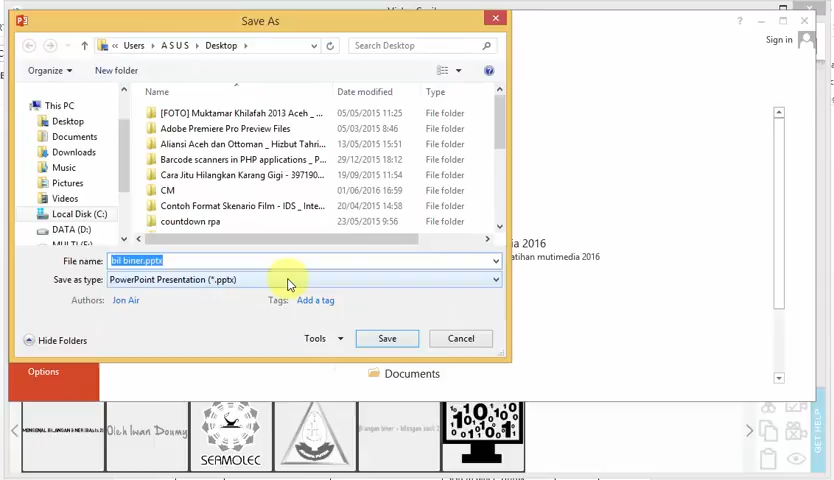 Save As
Sign in
Users
ASUS
Desktop
Search Desktop
Organize
New folder
Name
Date modified
Type
This PC
Desktop
Documents
Downloads
Music
Pictures
Videos
Local Disk (C:)
DATA (D:)
[FOTO] Muktamar Khilafah 2013 Aceh _ ... 05/05/2015 11:25 File folder
Adobe Premiere Pro Preview Files 05/03/2015 8:46 File folder
Aliansi Aceh dan Ottoman _ Hizbut Tahri... 13/05/2015 15:51 File folder
Barcode scanners in PHP applications _ P... 29/12/2015 18:12 File folder
Cara Jitu Hilangkan Karang Gigi - 397190... 19/09/2015 11:54 File folder
CM 01/06/2016 16:59 File folder
Contoh Format Skenario Film - IDS _ Inte... 20/04/2015 14:58 File folder
countdown rpa 23/05/2015 9:56 File folder
dia 2016
atihan mutimedia 2016
File name: bil biner.pptx
Save as type: PowerPoint Presentation (*.pptx)
Authors: Jon Air
Tags: Add a tag
Hide Folders
Tools
Save
Cancel
Options
Documents
Oleh Iwan Doumy
SEAMOLEC
GET HELP